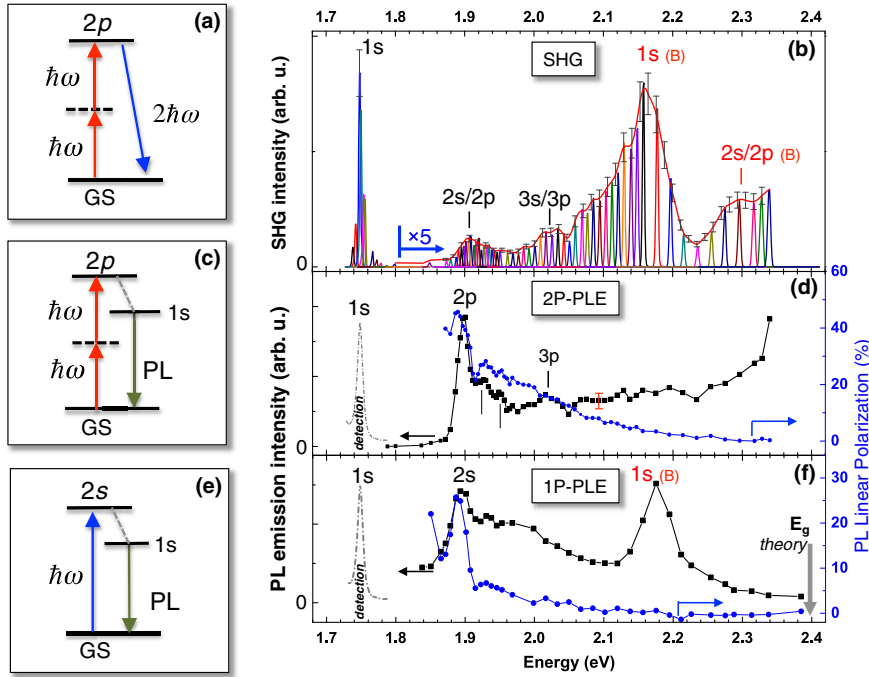 (a)
2p
ħω
ħω
2ħω
GS
(c)
2p
1s
ħω
ħω
PL
GS
(e)
2s
1s
ħω
PL
GS
1.7 1.8 1.9 2.0 2.1 2.2 2.3 2.4
(b)
SHG
1s
×5
2s/2p
3s/3p
1s (B)
2s/2p (B)
SHG intensity (arb. u.)
0
(d)
2P-PLE
1s
2p
3p
detection
0
60
40
20
0
PL emission intensity (arb. u.)
PL Linear Polarization (%)
(f)
1P-PLE
1s
2s
1s (B)
detection
Eg
theory
0
30
20
10
0
1.7 1.8 1.9 2.0 2.1 2.2 2.3 2.4
Energy (eV)